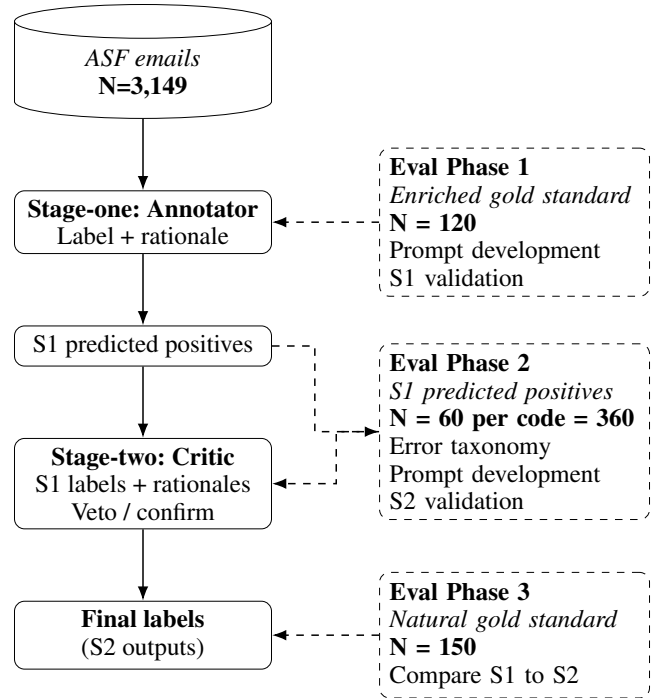 ASF emails
N=3,149
Eval Phase 1
Enriched gold standard
N = 120
Prompt development
S1 validation
Stage-one: Annotator
Label + rationale
S1 predicted positives
Eval Phase 2
S1 predicted positives
N = 60 per code = 360
Error taxonomy
Prompt development
S2 validation
Stage-two: Critic
S1 labels + rationales
Veto / confirm
Eval Phase 3
Natural gold standard
N = 150
Compare S1 to S2
Final labels
(S2 outputs)